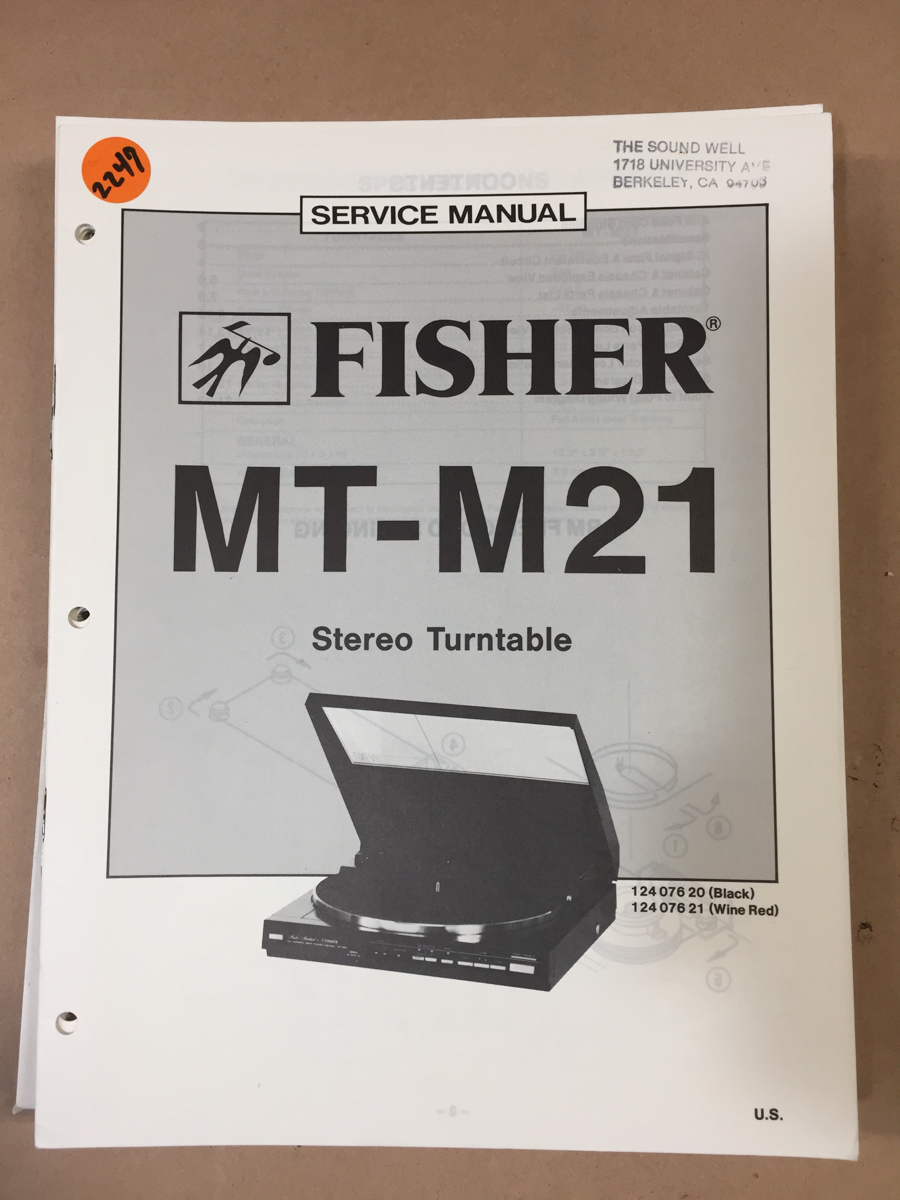 2247
THE SOUND WELL
1718 UNIVERSITY AVE
BERKELEY, CA 94703
SERVICE MANUAL
FISHER®
MT-M21
Stereo Turntable
124 076 20 (Black)
124 076 21 (Wine Red)
U.S.